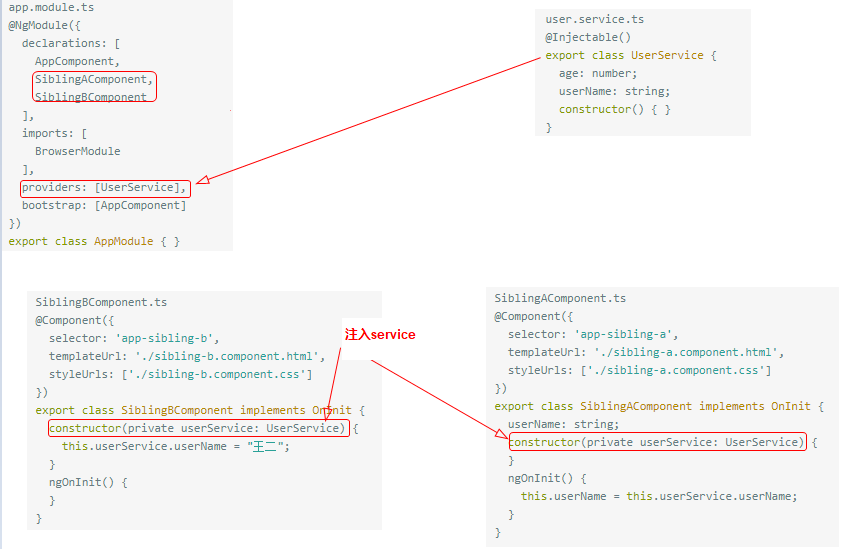 app.module.ts
@NgModule({
  declarations: [
    AppComponent,
    SiblingAComponent,
    SiblingBComponent
  ],
  imports: [
    BrowserModule
  ],
  providers: [UserService],
  bootstrap: [AppComponent]
})
export class AppModule { }
user.service.ts
@Injectable()
export class UserService {
  age: number;
  userName: string;
  constructor() { }
}
SiblingBComponent.ts
@Component({
  selector: 'app-sibling-b',
  templateUrl: './sibling-b.component.html',
  styleUrls: ['./sibling-b.component.css']
})
export class SiblingBComponent implements OnInit {
  constructor(private userService: UserService) {
    this.userService.userName = "王二";
  }
  ngOnInit() {
  }
}
注入service
SiblingAComponent.ts
@Component({
  selector: 'app-sibling-a',
  templateUrl: './sibling-a.component.html',
  styleUrls: ['./sibling-a.component.css']
})
export class SiblingAComponent implements OnInit {
  userName: string;
  constructor(private userService: UserService) {
  }
  ngOnInit() {
    this.userName = this.userService.userName;
  }
}